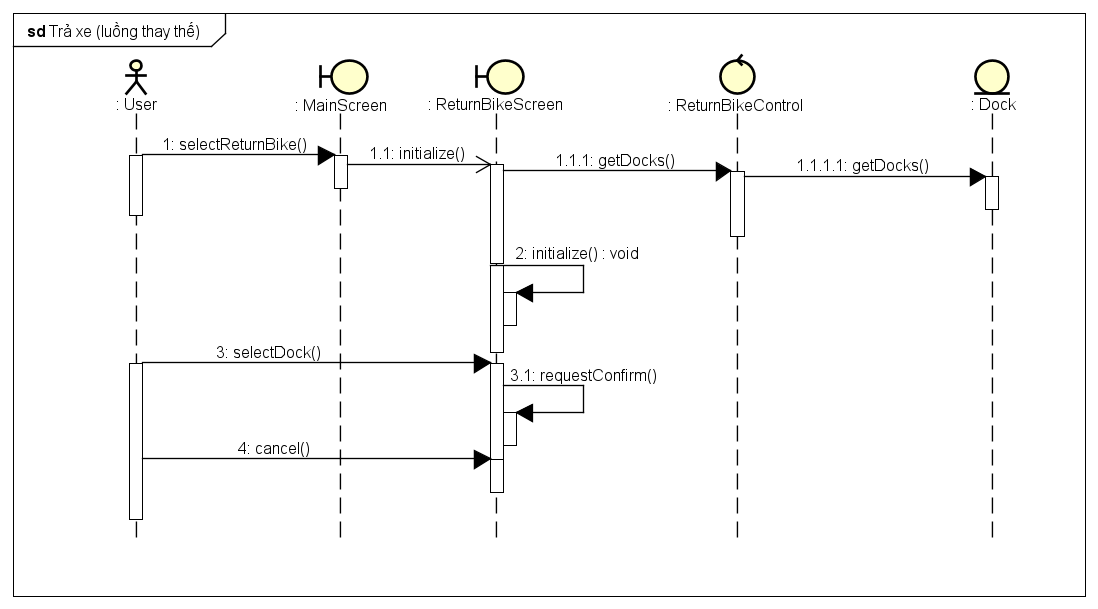 sd Trả xe (luồng thay thế)
: User
: MainScreen
: ReturnBikeScreen
: ReturnBikeControl
: Dock
1: selectReturnBike()
1.1: initialize()
1.1.1: getDocks()
1.1.1.1: getDocks()
2: initialize() : void
3: selectDock()
3.1: requestConfirm()
4: cancel()